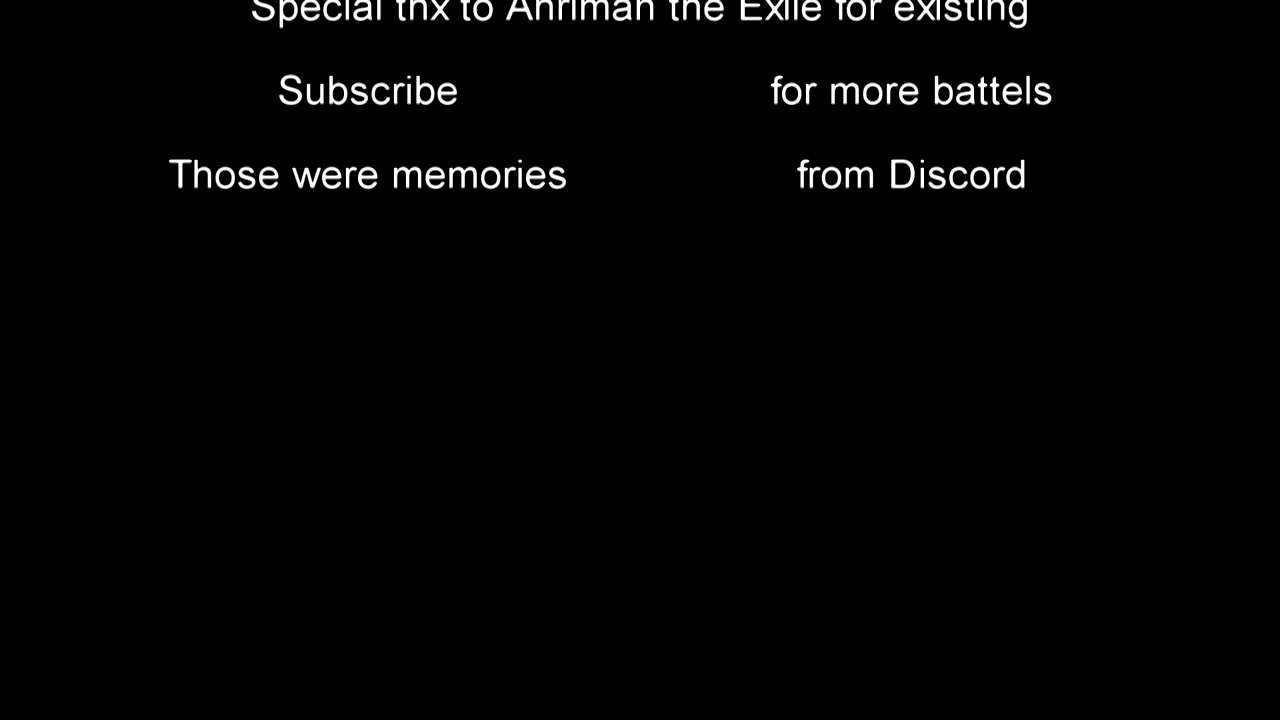 Special thx to Ahriman the Exile for existing
Subscribe for more battels
Those were memories from Discord